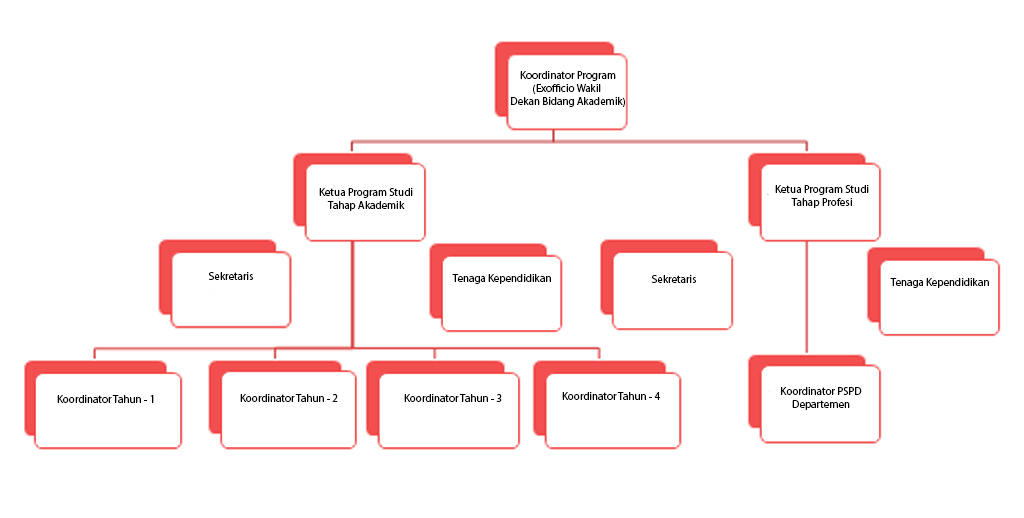 Koordinator Program
(Exofficio Wakil
Dekan Bidang Akademik)
Ketua Program Studi
Tahap Akademik
Ketua Program Studi
Tahap Profesi
Sekretaris
Tenaga Kependidikan
Sekretaris
Tenaga Kependidikan
Koordinator Tahun - 1
Koordinator Tahun - 2
Koordinator Tahun - 3
Koordinator Tahun - 4
Koordinator PSPD
Departemen